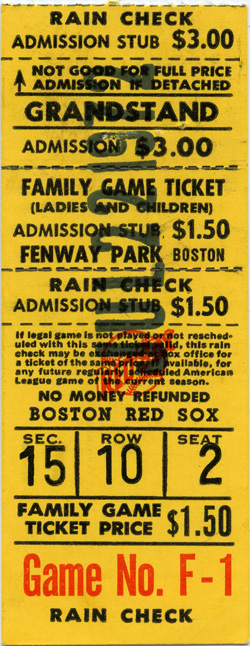 RAIN CHECK
ADMISSION STUB $3.00
NOT GOOD FOR FULL PRICE
ADMISSION IF DETACHED
GRANDSTAND
ADMISSION $3.00
FAMILY GAME TICKET
(LADIES AND CHILDREN)
ADMISSION STUB $1.50
FENWAY PARK BOSTON
RAIN CHECK
ADMISSION STUB $1.50
If legal game is not played or not resched-
uled with this same ticket valid, this rain
check may be exchanged at box office for
a ticket of the same price if available, for
any future regularly scheduled American
League game of the current season.
NO MONEY REFUNDED
BOSTON RED SOX
SEC. ROW SEAT
15 10 2
FAMILY GAME
TICKET PRICE $1.50
Game No. F-1
RAIN CHECK